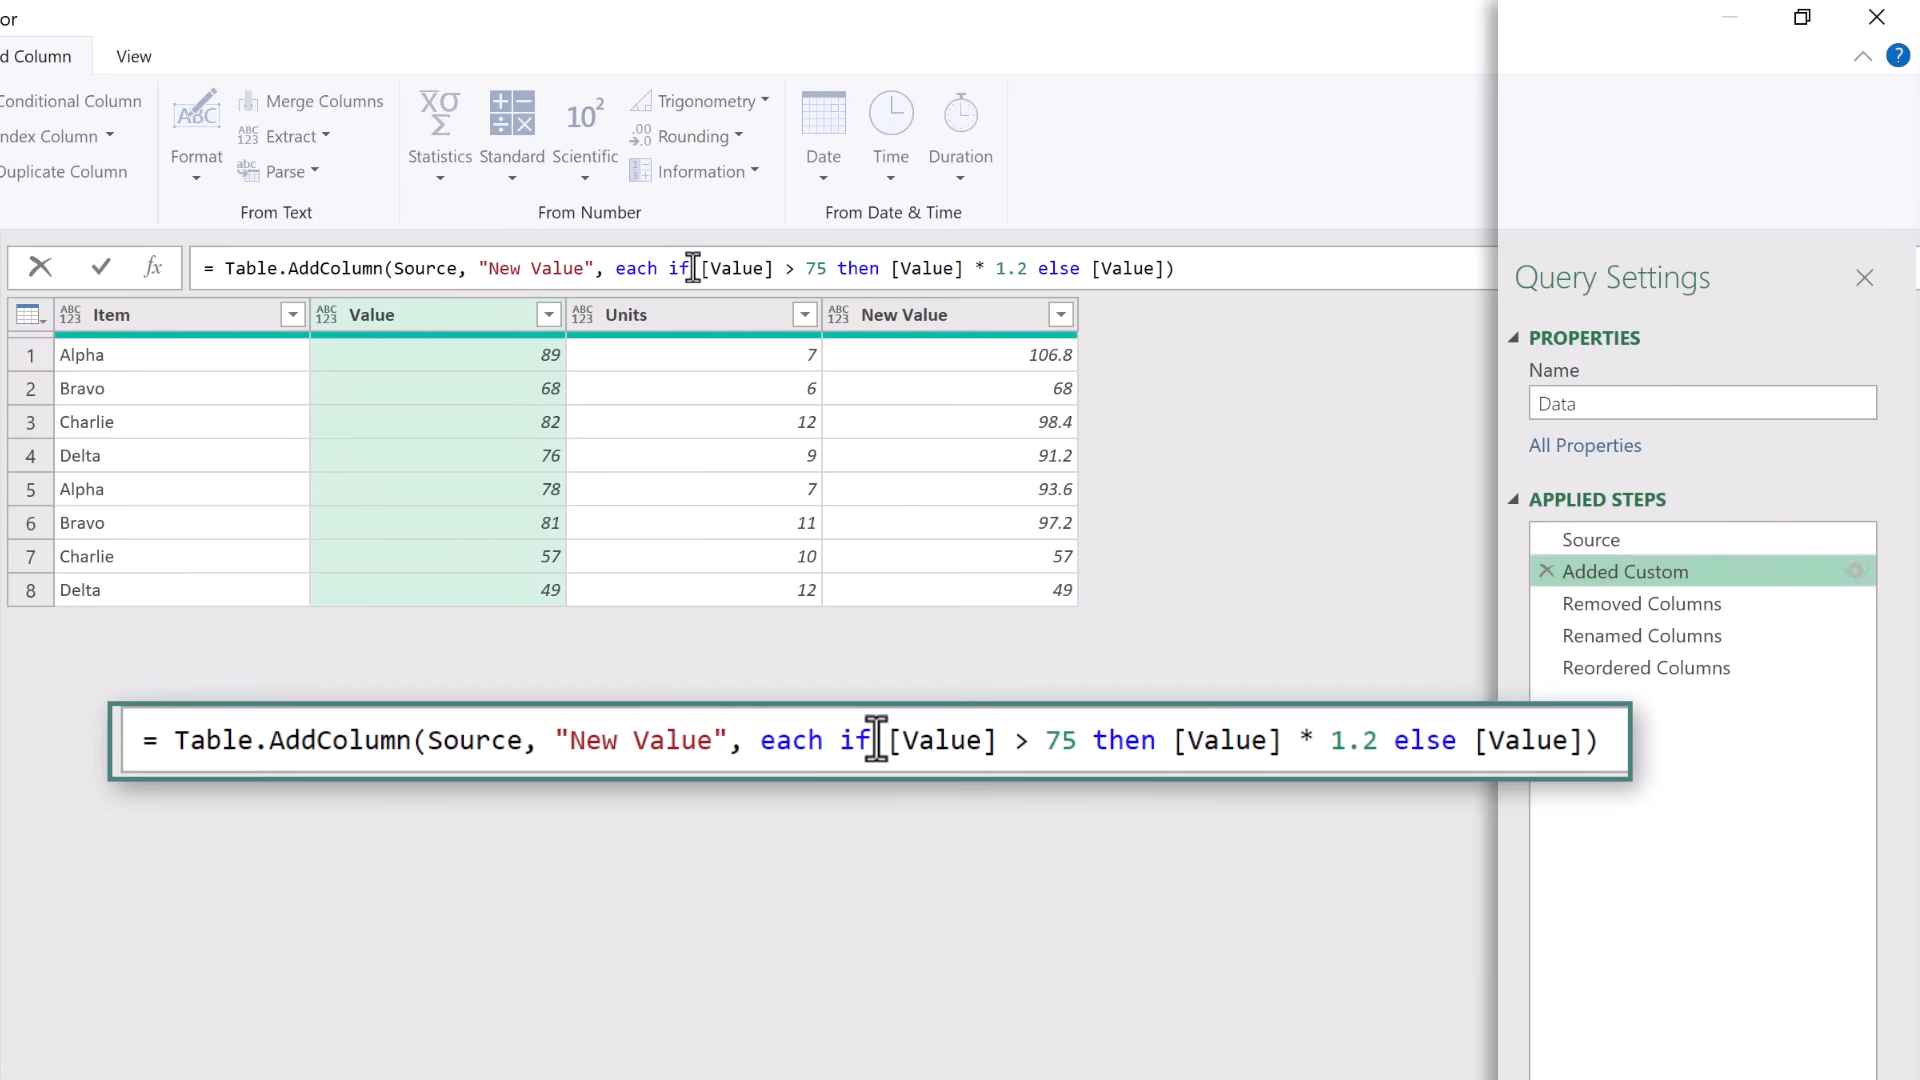 or
d Column View
Conditional Column
ndex Column
Duplicate Column
Format
Merge Columns
Extract
Parse
From Text
Statistics
Standard
Scientific
Trigonometry
Rounding
Information
From Number
Date
Time
Duration
From Date & Time
= Table.AddColumn(Source, "New Value", each if [Value] > 75 then [Value] * 1.2 else [Value])
Item Value Units New Value
1 Alpha 89 7 106.8
2 Bravo 68 6 68
3 Charlie 82 12 98.4
4 Delta 76 9 91.2
5 Alpha 78 7 93.6
6 Bravo 81 11 97.2
7 Charlie 57 10 57
8 Delta 49 12 49
= Table.AddColumn(Source, "New Value", each if [Value] > 75 then [Value] * 1.2 else [Value])
Query Settings
PROPERTIES
Name
Data
All Properties
APPLIED STEPS
Source
Added Custom
Removed Columns
Renamed Columns
Reordered Columns